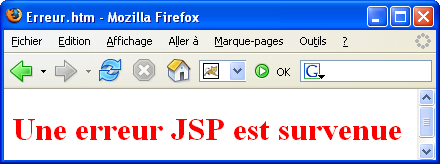 Erreur.htm - Mozilla Firefox
Fichier Edition Affichage Aller à Marque-pages Outils ?
OK G
Une erreur JSP est survenue